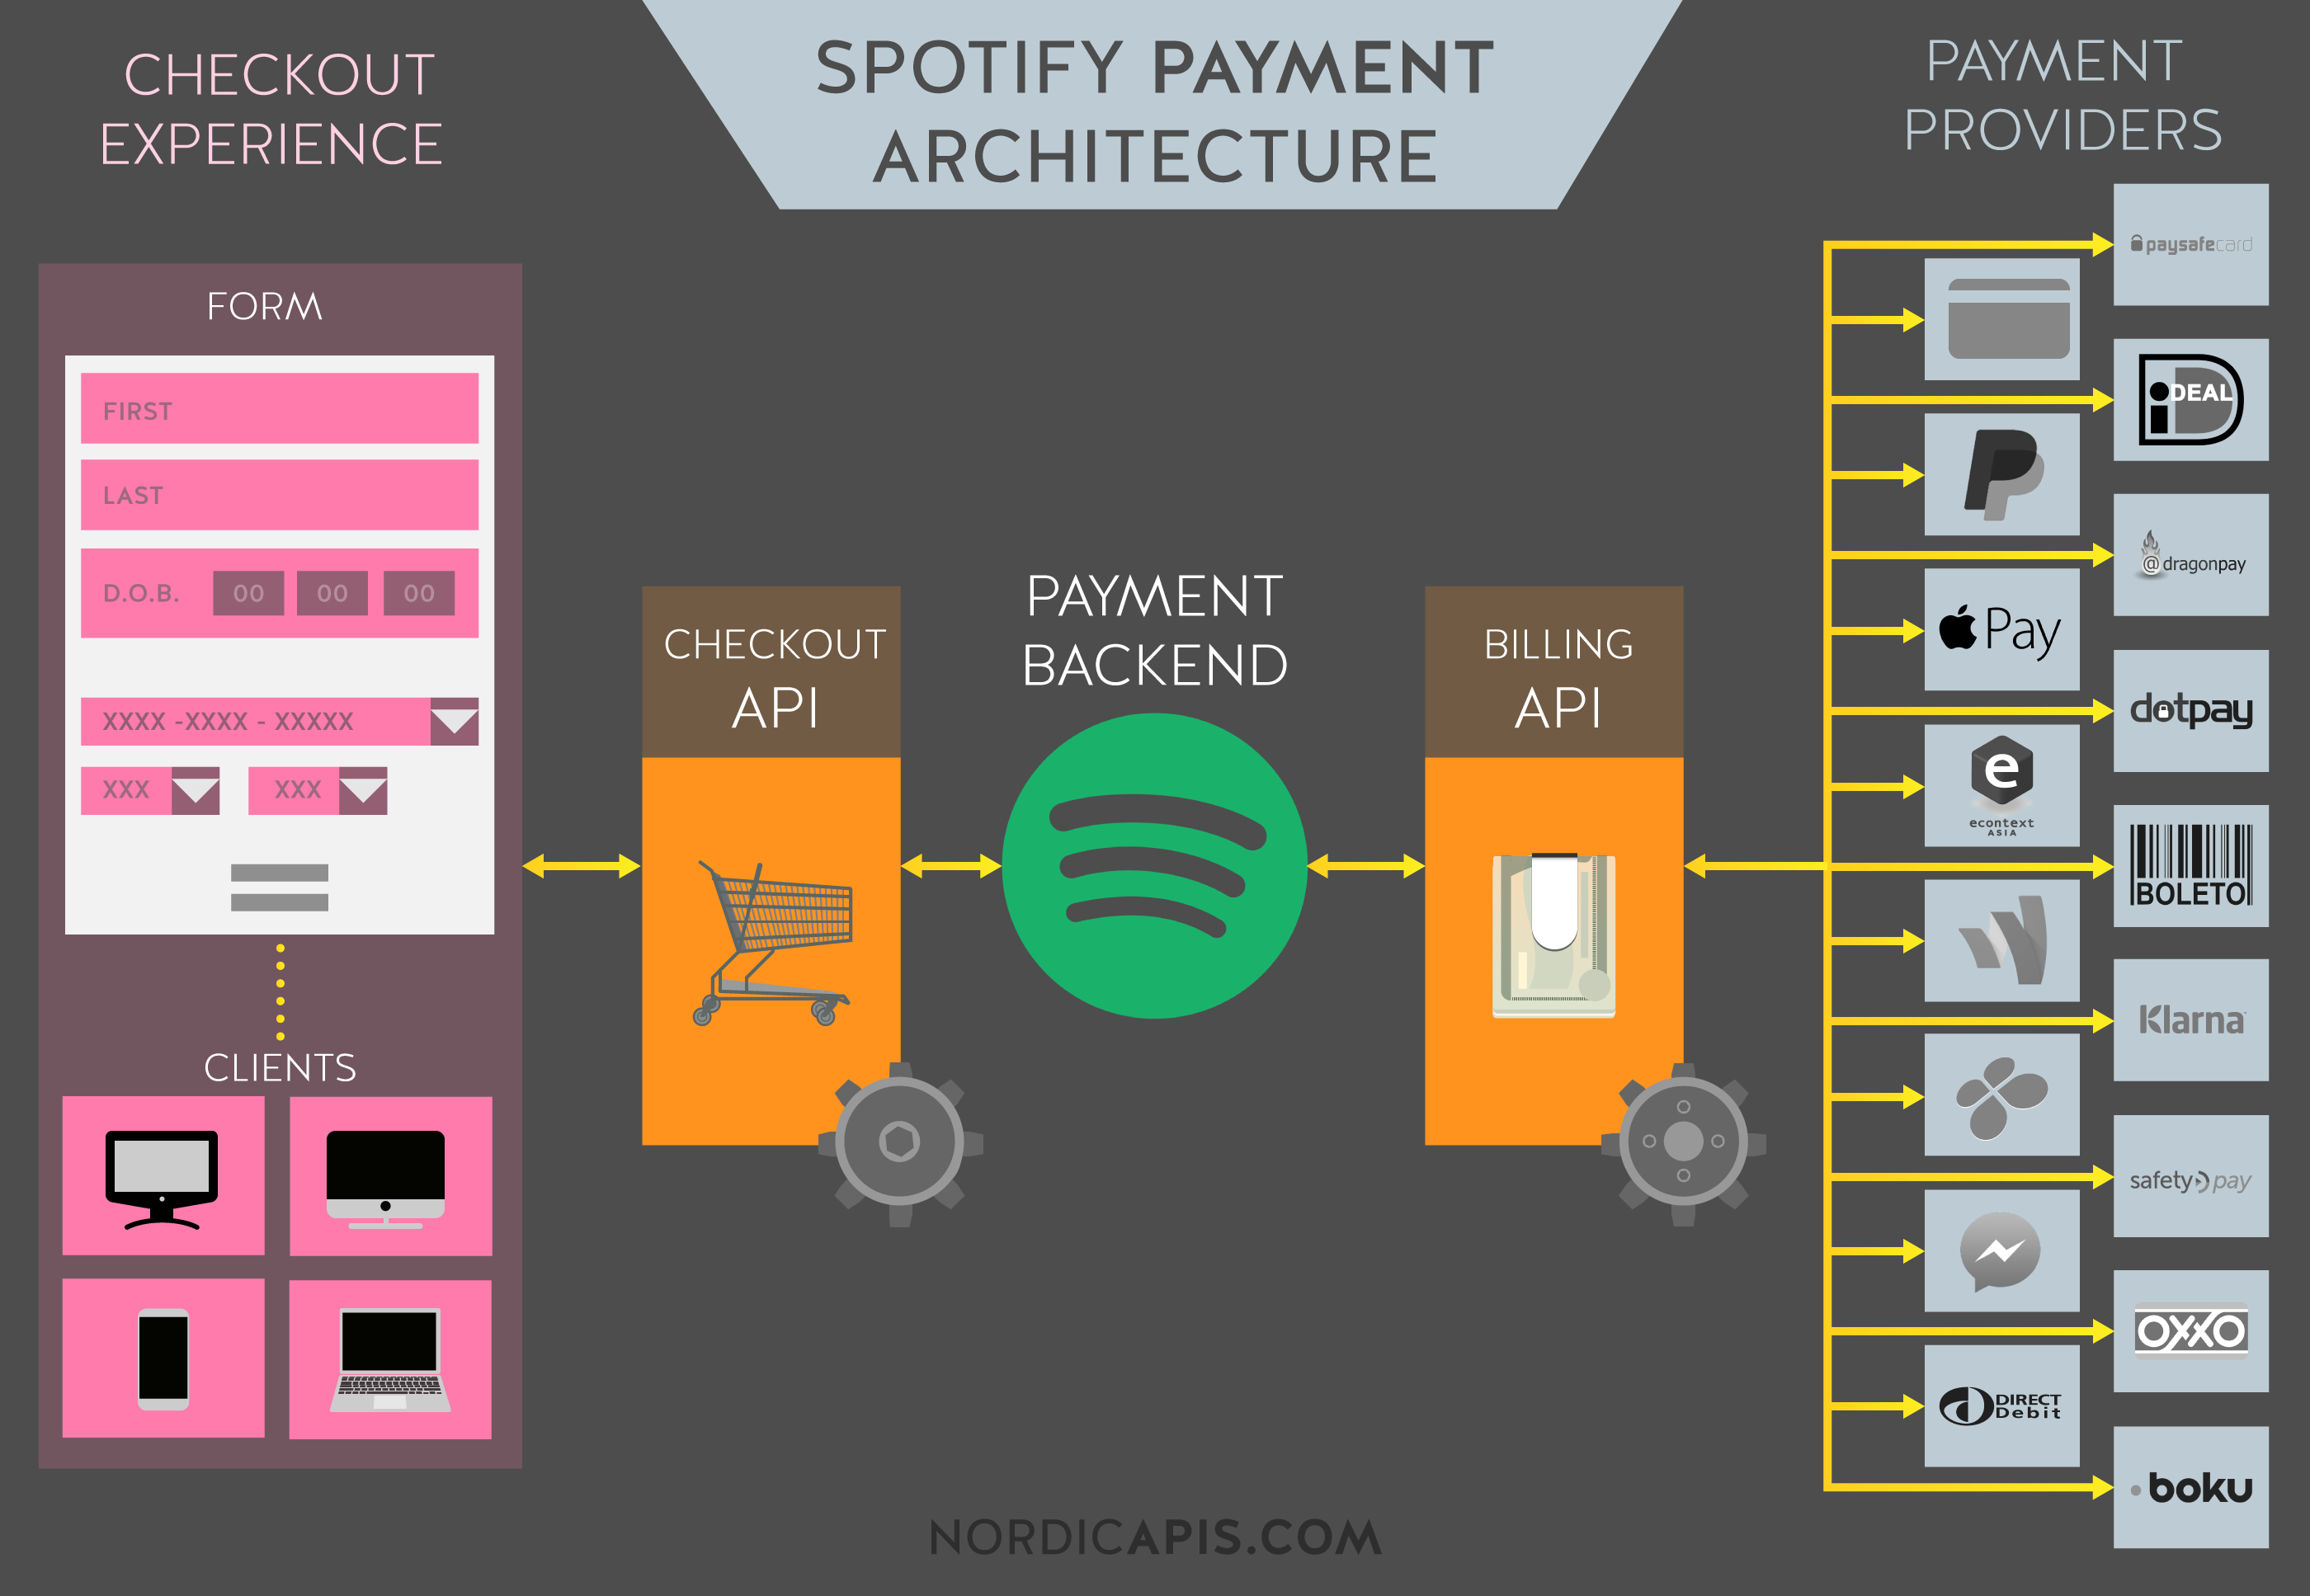 CHECKOUT
EXPERIENCE
SPOTIFY PAYMENT
ARCHITECTURE
PAYMENT
PROVIDERS
FORM
FIRST
LAST
D.O.B. 00 00 00
XXXX -XXXX - XXXXX
XXX XXX
CLIENTS
CHECKOUT
API
PAYMENT
BACKEND
BILLING
API
paysafecard
iDEAL
@dragonpay
Pay
dotpay
e
econtext
ASIA
BOLETO
Klarna
safetypay
OXXO
DIRECT
Debit
boku
NORDICAPIS.COM